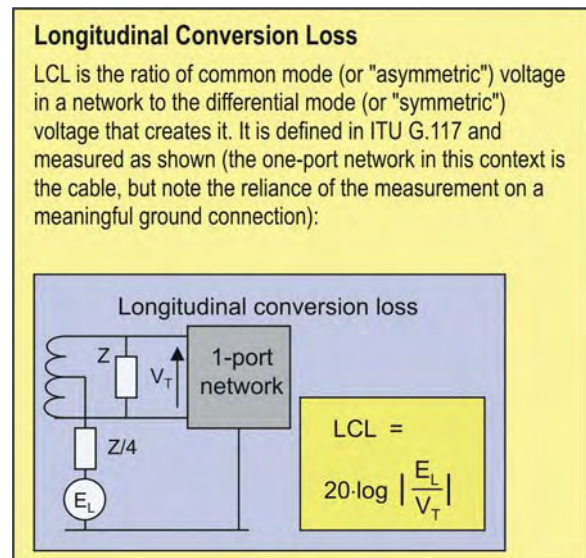 Longitudinal Conversion Loss
LCL is the ratio of common mode (or "asymmetric") voltage
in a network to the differential mode (or "symmetric")
voltage that creates it. It is defined in ITU G.117 and
measured as shown (the one-port network in this context is
the cable, but note the reliance of the measurement on a
meaningful ground connection):
Longitudinal conversion loss
Z
V_T
1-port
network
Z/4
E_L
LCL =
20·log |E_L/V_T|